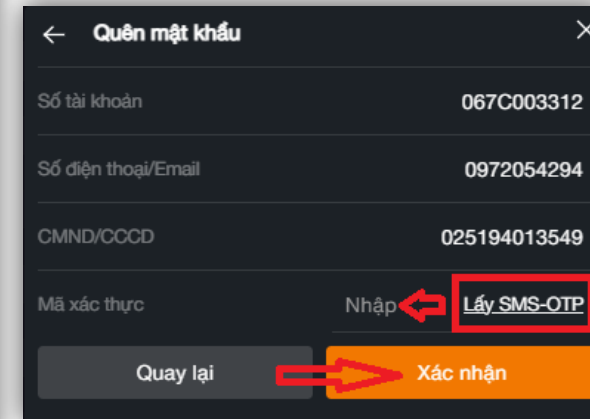 Quên mật khẩu
Số tài khoản 067C003312
Số điện thoại/Email 0972054294
CMND/CCCD 025194013549
Mã xác thực Nhập Lấy SMS-OTP
Quay lại Xác nhận